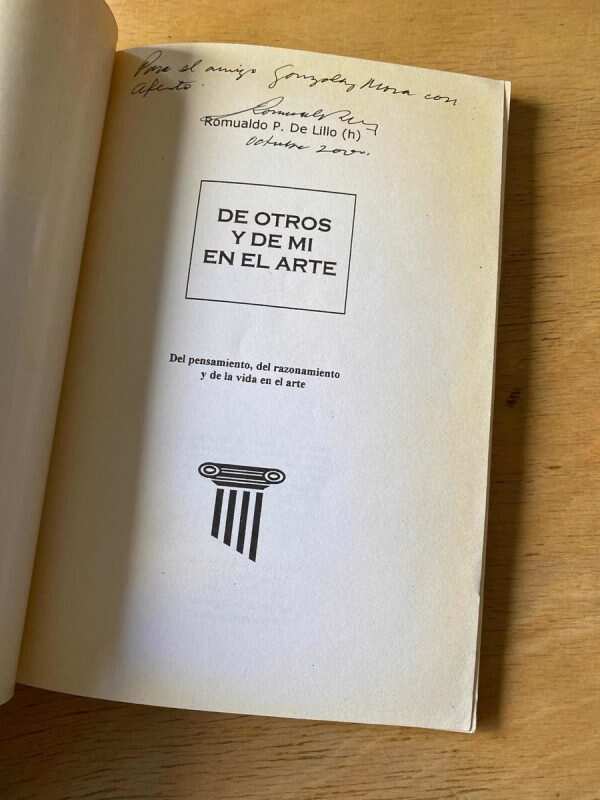 Para el amigo Gonzalez Mora con
afecto.
Romualdo P. De Lillo (h)
Octubre 2000.
DE OTROS
Y DE MI
EN EL ARTE
Del pensamiento, del razonamiento
y de la vida en el arte